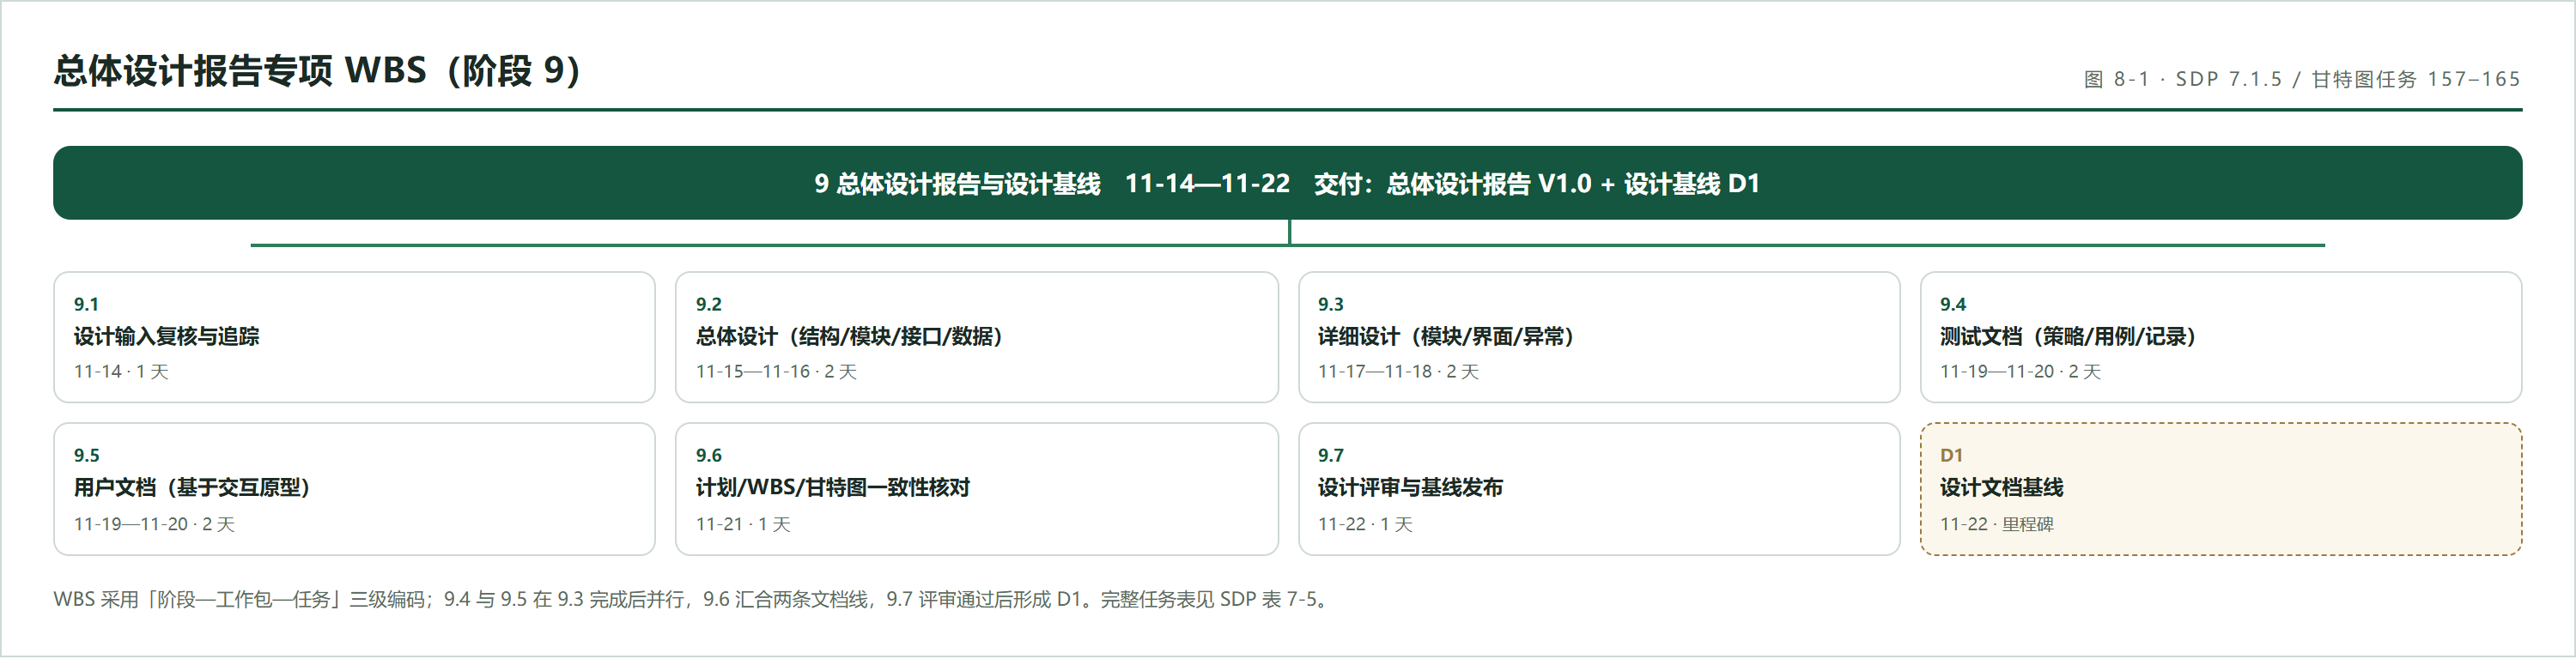 总体设计报告专项 WBS（阶段 9）
图 8-1 · SDP 7.1.5 / 甘特图任务 157–165
9 总体设计报告与设计基线 11-14—11-22 交付：总体设计报告 V1.0 + 设计基线 D1
9.1
设计输入复核与追踪
11-14 · 1 天
9.2
总体设计（结构/模块/接口/数据）
11-15—11-16 · 2 天
9.3
详细设计（模块/界面/异常）
11-17—11-18 · 2 天
9.4
测试文档（策略/用例/记录）
11-19—11-20 · 2 天
9.5
用户文档（基于交互原型）
11-19—11-20 · 2 天
9.6
计划/WBS/甘特图一致性核对
11-21 · 1 天
9.7
设计评审与基线发布
11-22 · 1 天
D1
设计文档基线
11-22 · 里程碑
WBS 采用「阶段—工作包—任务」三级编码；9.4 与 9.5 在 9.3 完成后并行，9.6 汇合两条文档线，9.7 评审通过后形成 D1。完整任务表见 SDP 表 7-5。